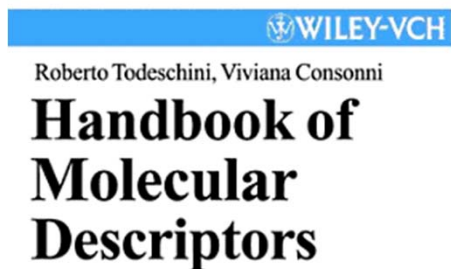 WILEY-VCH
Roberto Todeschini, Viviana Consonni
Handbook of
Molecular
Descriptors